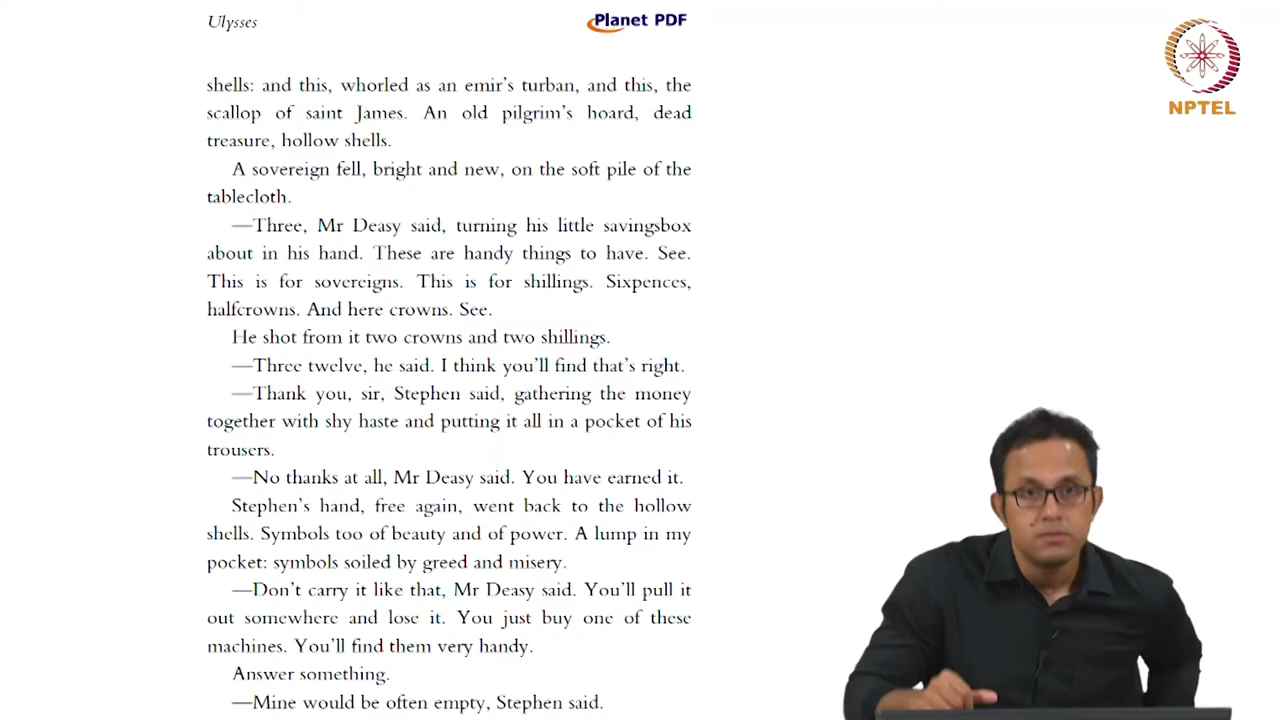 Ulysses
Planet PDF
NPTEL
shells: and this, whorled as an emir's turban, and this, the
scallop of saint James. An old pilgrim's hoard, dead
treasure, hollow shells.
A sovereign fell, bright and new, on the soft pile of the
tablecloth.
—Three, Mr Deasy said, turning his little savingsbox
about in his hand. These are handy things to have. See.
This is for sovereigns. This is for shillings. Sixpences,
halfcrowns. And here crowns. See.
He shot from it two crowns and two shillings.
—Three twelve, he said. I think you'll find that's right.
—Thank you, sir, Stephen said, gathering the money
together with shy haste and putting it all in a pocket of his
trousers.
—No thanks at all, Mr Deasy said. You have earned it.
Stephen's hand, free again, went back to the hollow
shells. Symbols too of beauty and of power. A lump in my
pocket: symbols soiled by greed and misery.
—Don't carry it like that, Mr Deasy said. You'll pull it
out somewhere and lose it. You just buy one of these
machines. You'll find them very handy.
Answer something.
—Mine would be often empty, Stephen said.